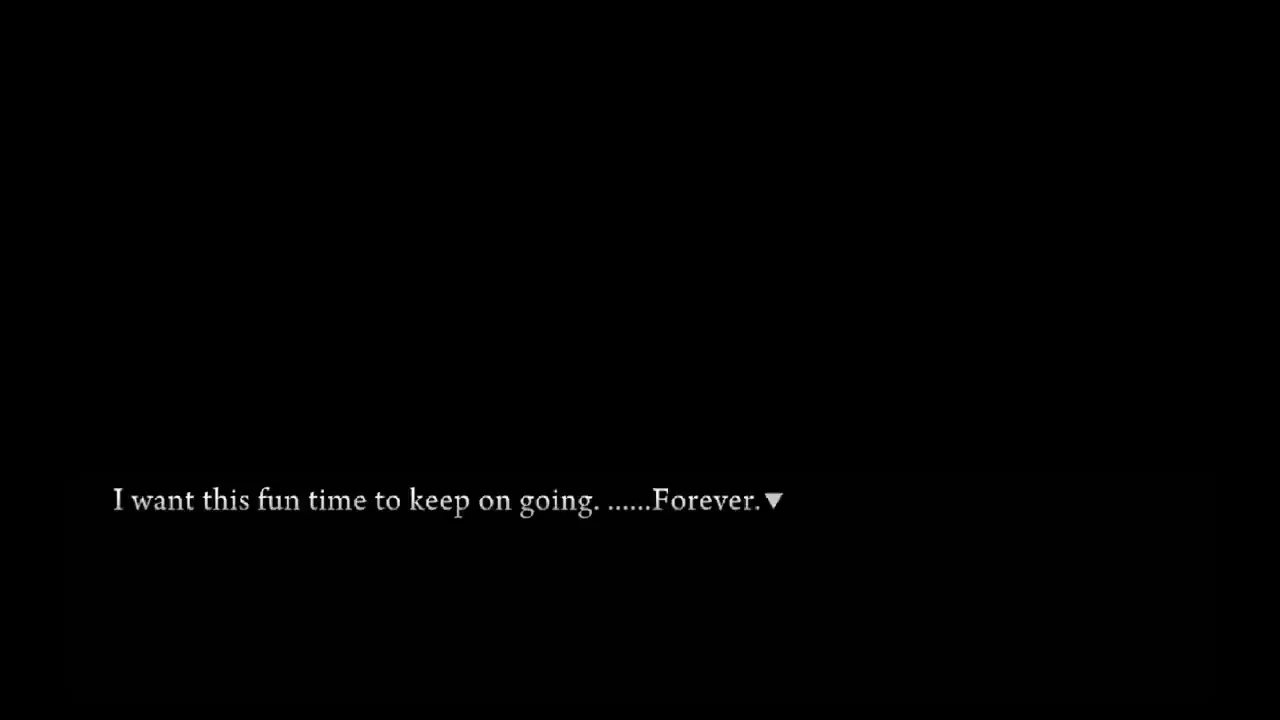 I want this fun time to keep on going. ......Forever.▼